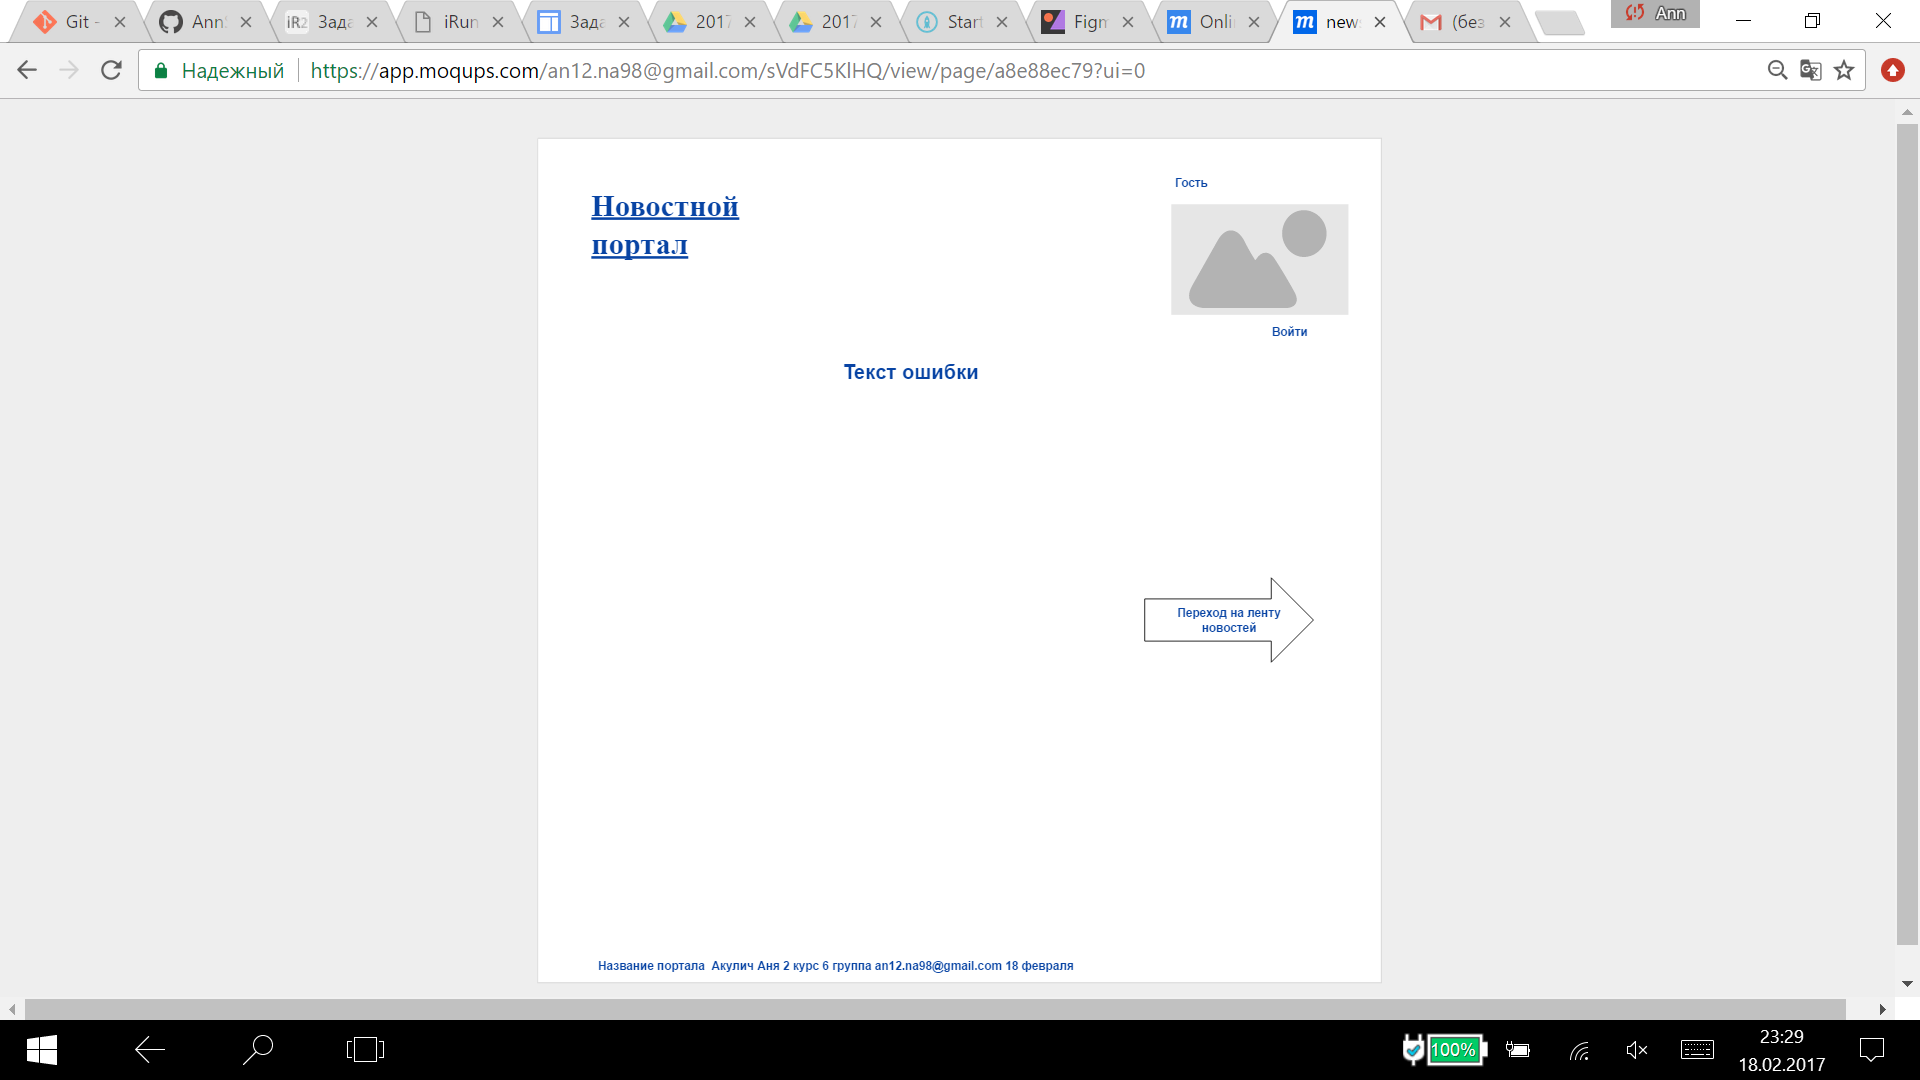 Git -
Ann
iR2 Зада
iRun
Зада
2017
2017
Start
Figm
m Onli
m new
(без
Ann
Надежный https://app.moqups.com/an12.na98@gmail.com/sVdFC5KlHQ/view/page/a8e88ec79?ui=0
Гость
Новостной
портал
Войти
Текст ошибки
Переход на ленту
новостей
Название портала Акулич Аня 2 курс 6 группа an12.na98@gmail.com 18 февраля
100%
23:29
18.02.2017